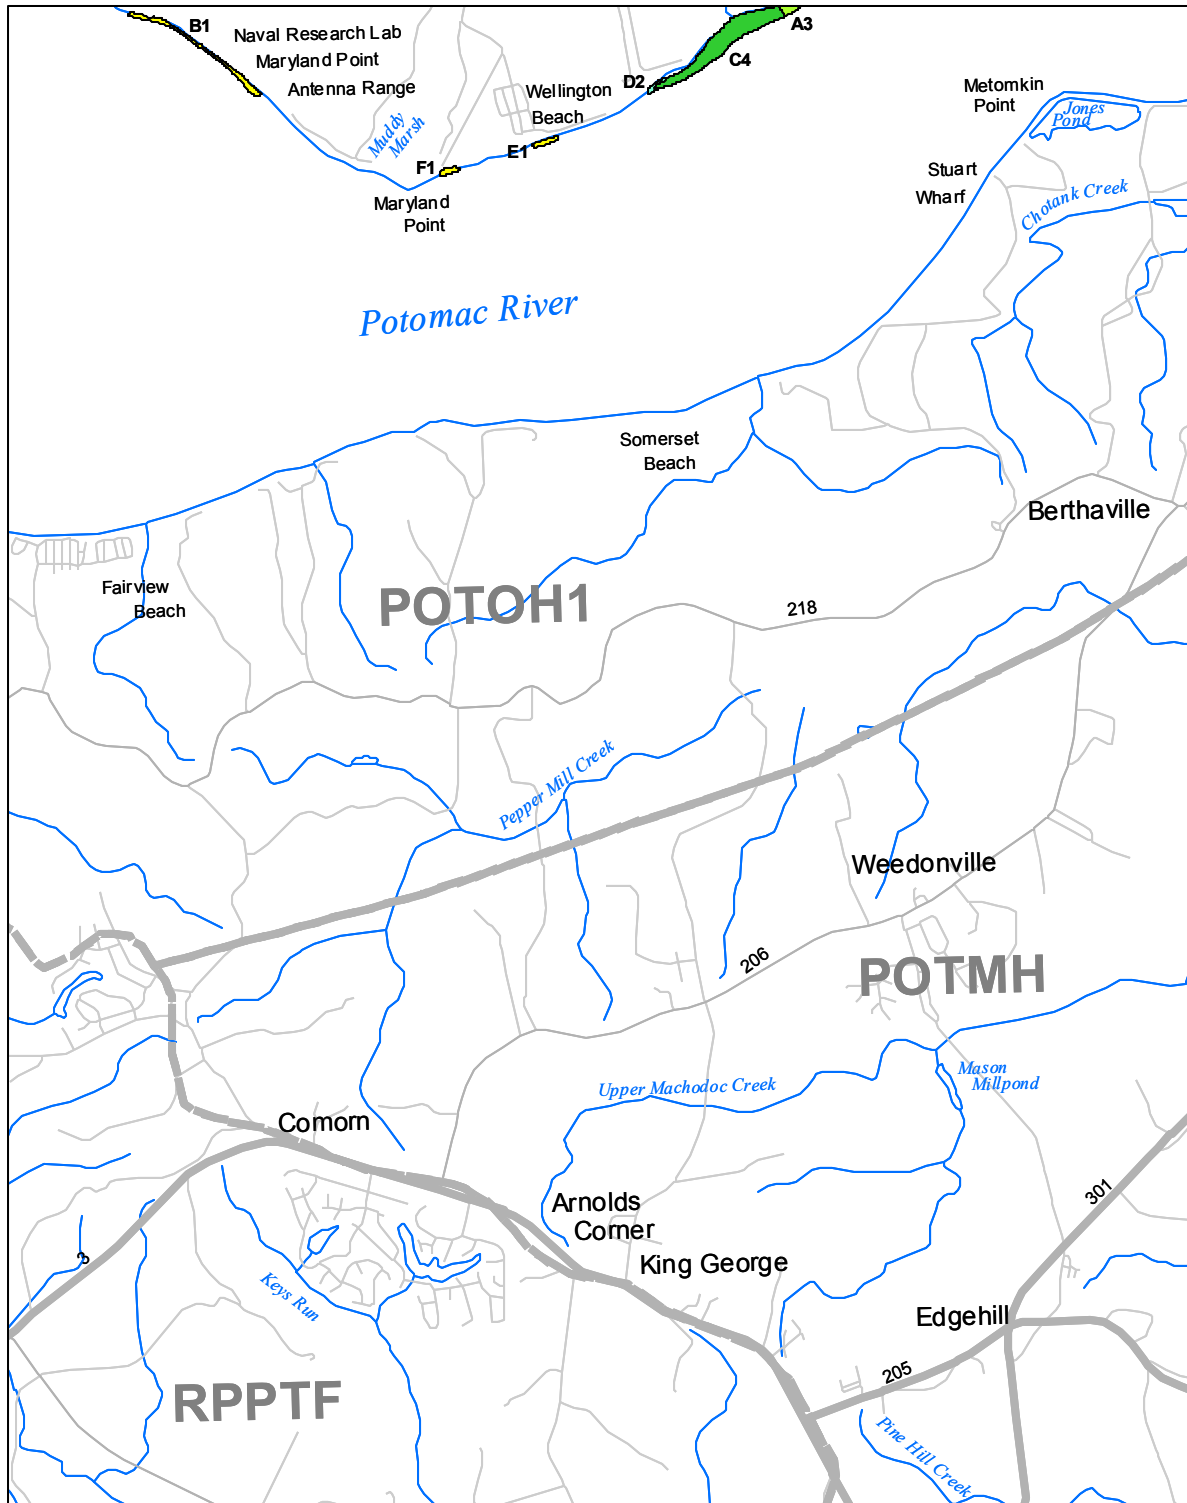 B1
Naval Research Lab
Maryland Point
Antenna Range
A3
C4
D2
Wellington
Beach
Metomkin
Point
Jones
Pond
Muddy
Marsh
E1
F1
Stuart
Wharf
Chotank Creek
Maryland
Point
Potomac River
Somerset
Beach
Berthaville
Fairview
Beach
POTOH1
218
Pepper Mill Creek
Weedonville
206
POTMH
Mason
Millpond
Upper Machodoc Creek
Comorn
301
Arnolds
Corner
3
King George
Keys Run
Edgehill
205
RPPTF
Pine Hill Creek